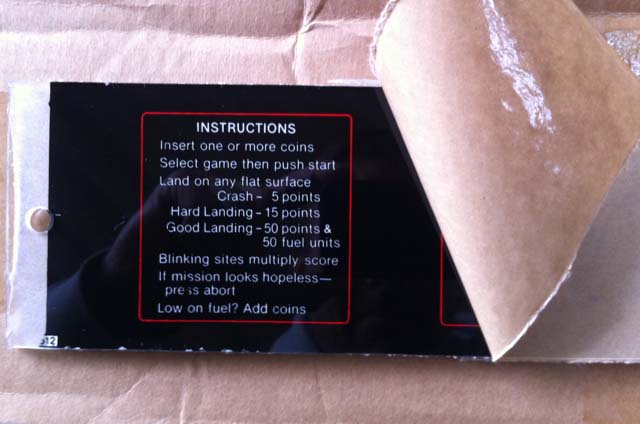 INSTRUCTIONS
Insert one or more coins
Select game then push start
Land on any flat surface
Crash – 5 points
Hard Landing – 15 points
Good Landing – 50 points &
50 fuel units
Blinking sites multiply score
If mission looks hopeless—
press abort
Low on fuel? Add coins